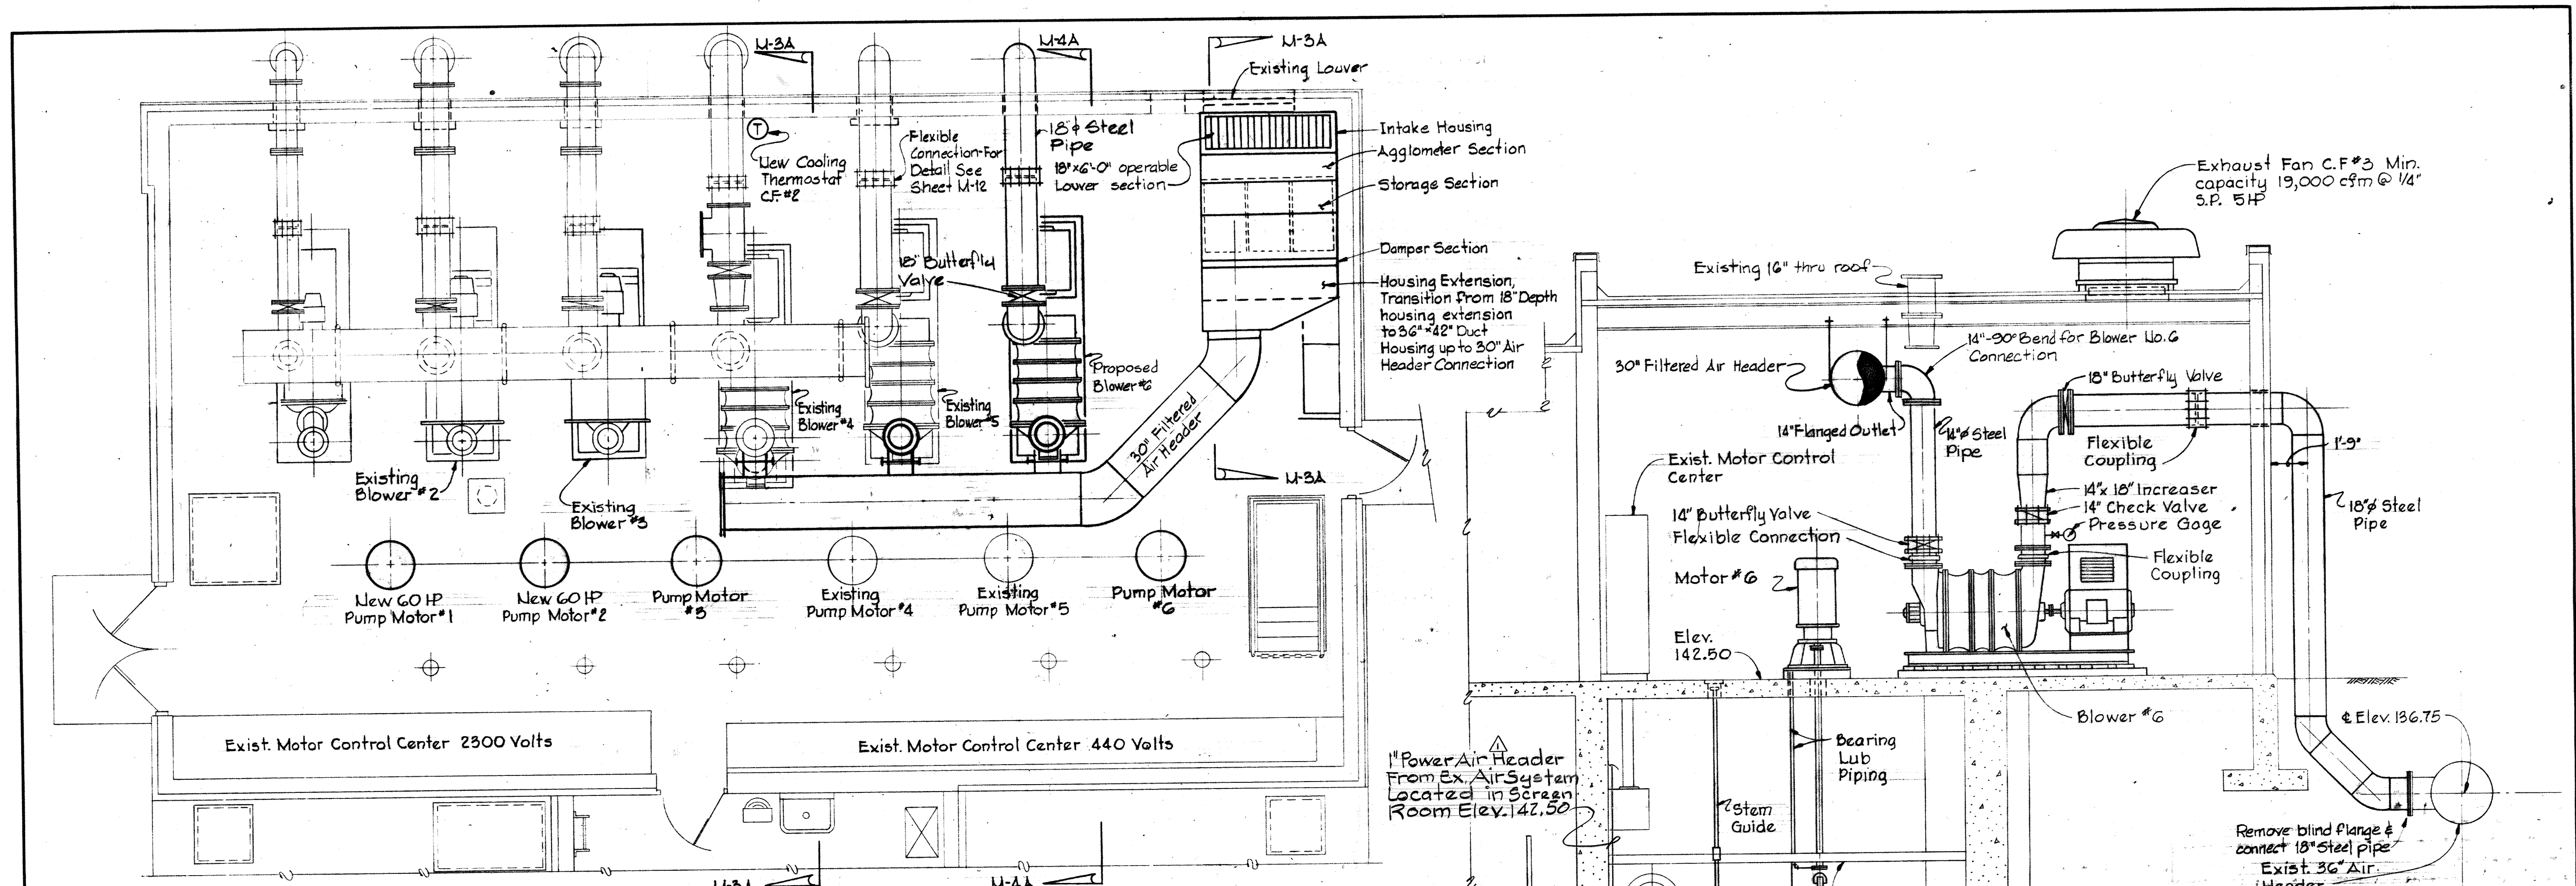 M-3A
M-4A
M-3A
Existing Louver
T
New Cooling
Thermostat
C.F. #2
Flexible
Connection-For
Detail See
Sheet M-12
18"ϕ Steel
Pipe
18"x6'-0" operable
Louver section
Intake Housing
Agglometer Section
Storage Section
Damper Section
Housing Extension,
Transition from 18" Depth
housing extension
to 36"x42" Duct
Housing up to 30" Air
Header Connection
18" Butterfly
Valve
Proposed
Blower #6
Existing
Blower #4
Existing
Blower #5
30" Filtered
Air Header
M-3A
Existing
Blower #2
Existing
Blower #3
New 60 HP
Pump Motor #1
New 60 HP
Pump Motor #2
Pump Motor
#3
Existing
Pump Motor #4
Existing
Pump Motor #5
Pump Motor
#6
Exist. Motor Control Center 2300 Volts
Exist. Motor Control Center 440 Volts
M-3A
M-4A
Exhaust Fan C.F #3 Min.
capacity 19,000 cfm @ 1/4"
S.P. 5 HP
Existing 16" thru roof
30" Filtered Air Header
14"-90° Bend for Blower No. 6
Connection
18" Butterfly Valve
14" Flanged Outlet
14"ϕ Steel
Pipe
Flexible
Coupling
1'-9"
Exist. Motor Control
Center
14"x 18" Increaser
14" Check Valve
Pressure Gage
18"ϕ Steel
Pipe
14" Butterfly Valve
Flexible Connection
Motor #6
Flexible
Coupling
Elev.
142.50
Blower #6
℄ Elev. 136.75
1
1" Power Air Header
From Ex. Air System
Located in Screen
Room Elev. 142.50
Bearing
Lub
Piping
Stem
Guide
Remove blind flange &
connect 18" Steel pipe
Exist. 36" Air
Header